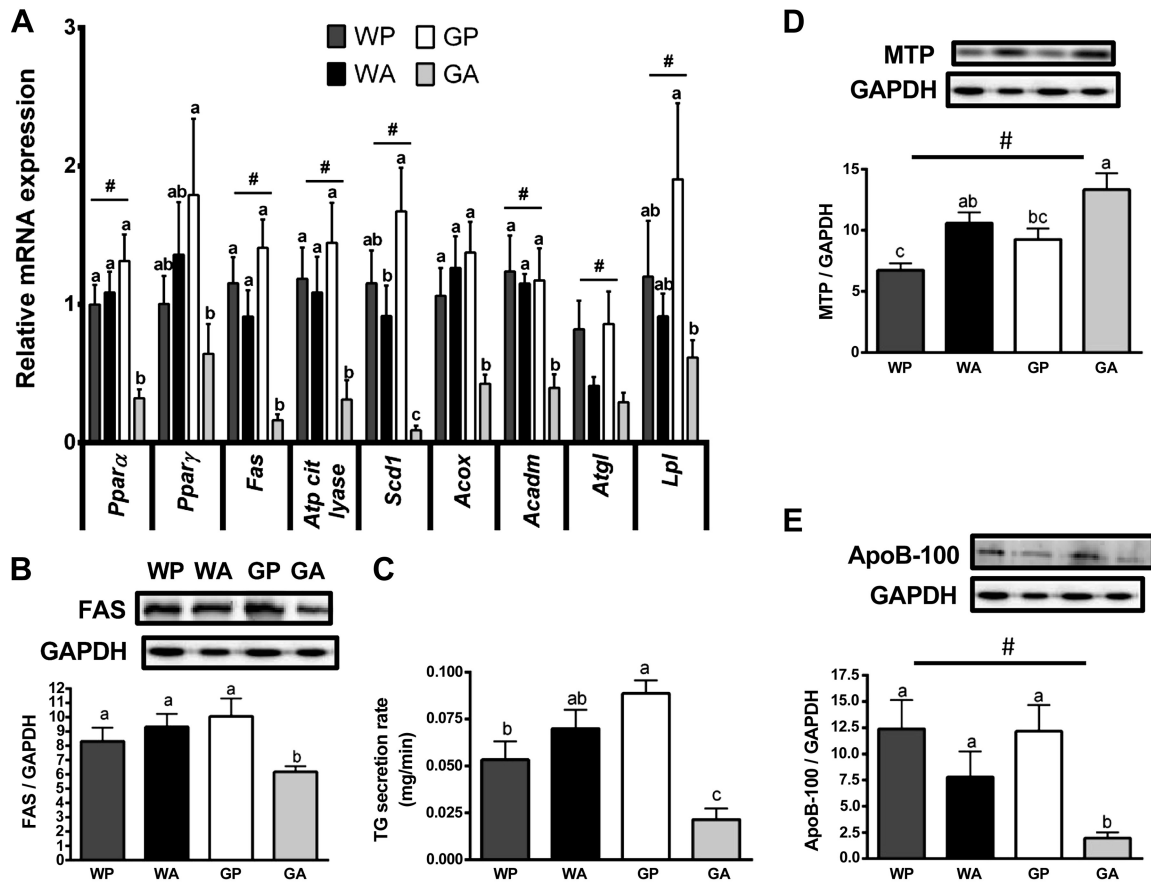 A
3
2
1
0
Relative mRNA expression
WP GP
WA GA
# # # # # # #
a a a b
ab ab a b
a a a b
a a a b
ab b a c
a a a b
a a a b
ab ab a b
Pparα
Pparγ
Fas
Atp cit
lyase
Scd1
Acox
Acadm
Atgl
Lpl
B
WP WA GP GA
FAS
GAPDH
FAS / GAPDH
12
11
10
9
8
7
6
5
4
3
2
1
0
a a a b
WP WA GP GA
C
TG secretion rate
(mg/min)
0.100
0.075
0.050
0.025
0.000
b ab a c
WP WA GP GA
D
MTP
GAPDH
#
MTP / GAPDH
15
10
5
0
c ab bc a
WP WA GP GA
E
ApoB-100
GAPDH
#
ApoB-100 / GAPDH
17.5
15.0
12.5
10.0
7.5
5.0
2.5
0.0
a a a b
WP WA GP GA